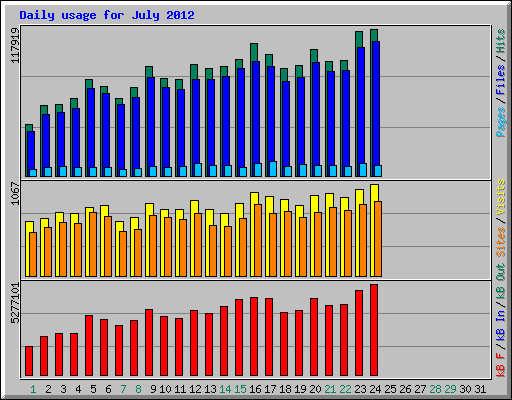 Daily usage for July 2012
117919
Pages / Files / Hits
1067
Sites / Visits
5277101
kB F / kB In / kB Out
1 2 3 4 5 6 7 8 9 10 11 12 13 14 15 16 17 18 19 20 21 22 23 24 25 26 27 28 29 30 31